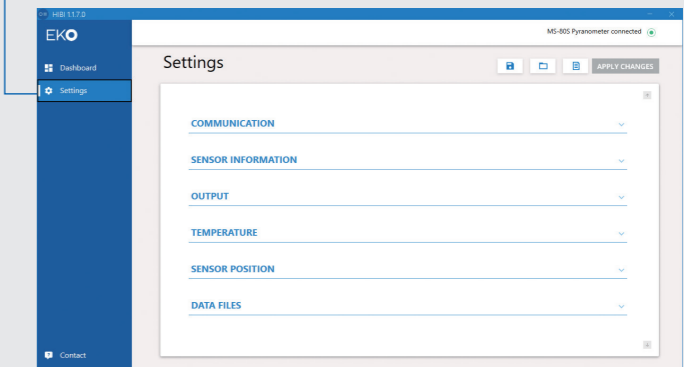 HIBI 1.1.7.0
EKO
MS-80S Pyranometer connected
Dashboard
Settings
Settings
APPLY CHANGES
COMMUNICATION
SENSOR INFORMATION
OUTPUT
TEMPERATURE
SENSOR POSITION
DATA FILES
Contact